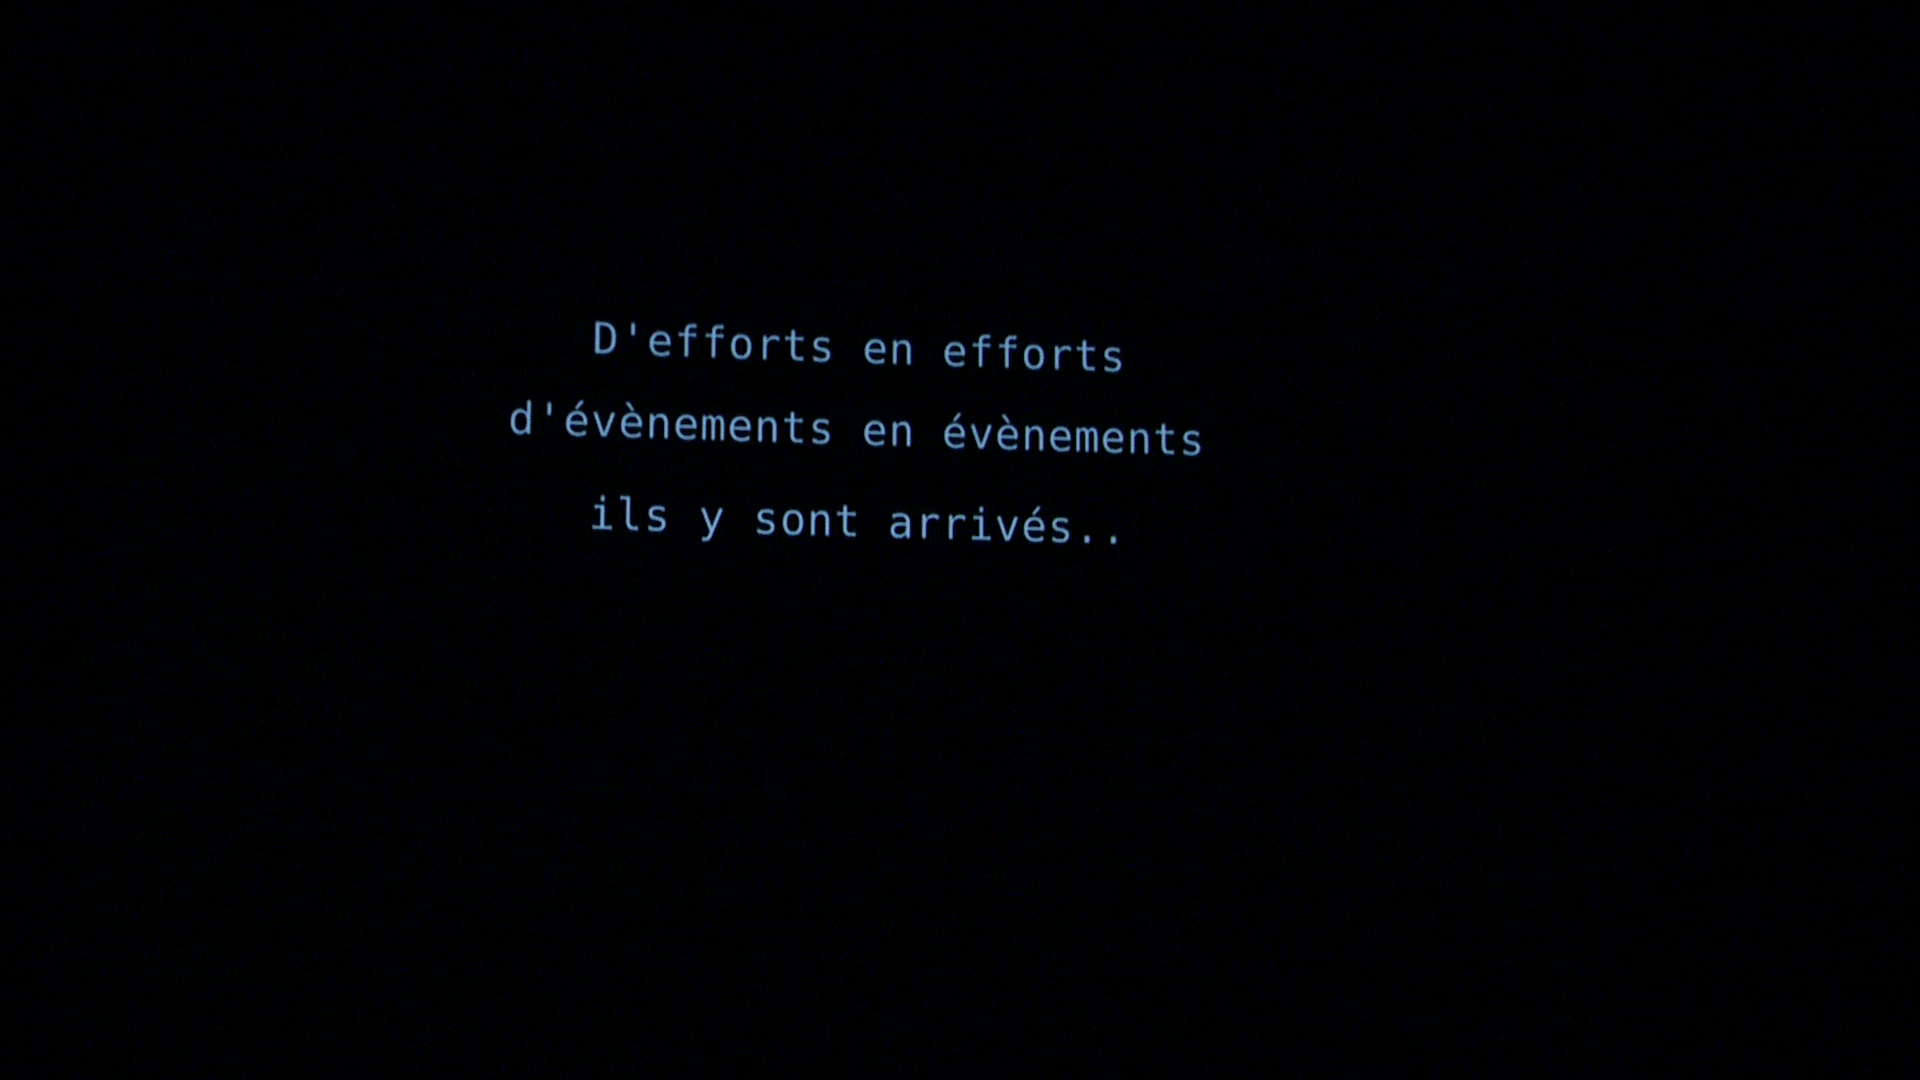 D'efforts en efforts
d'évènements en évènements
ils y sont arrivés..